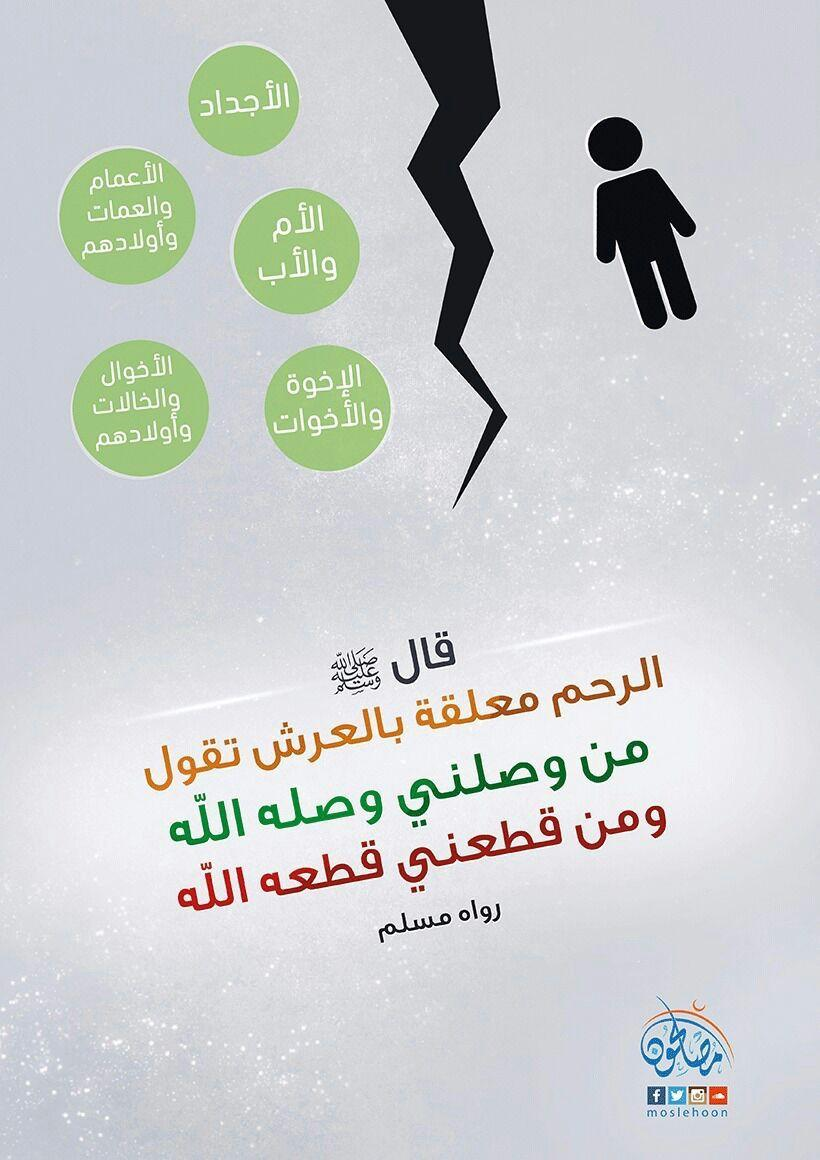 الأجداد
الأعمام
والعمات
وأولادهم
الأم
والأب
الأخوال
والخالات
وأولادهم
الإخوة
والأخوات
قال ﷺ
الرحم معلقة بالعرش تقول
من وصلني وصله الله
ومن قطعني قطعه الله
رواه مسلم
مصلحون
moslehoon